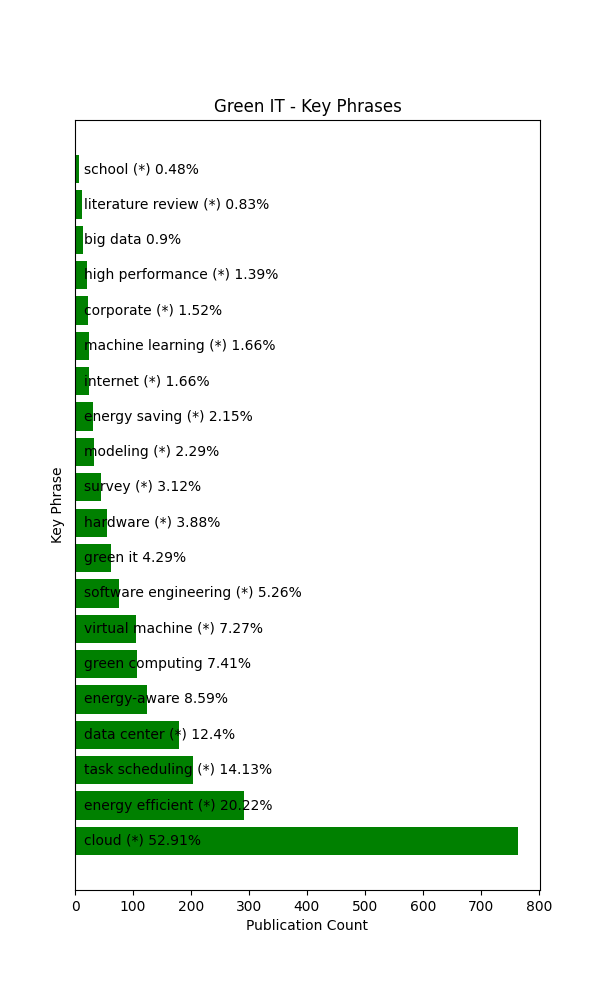 Green IT - Key Phrases
school (*) 0.48%
literature review (*) 0.83%
big data 0.9%
high performance (*) 1.39%
corporate (*) 1.52%
machine learning (*) 1.66%
internet (*) 1.66%
energy saving (*) 2.15%
modeling (*) 2.29%
survey (*) 3.12%
hardware (*) 3.88%
green it 4.29%
software engineering (*) 5.26%
virtual machine (*) 7.27%
green computing 7.41%
energy-aware 8.59%
data center (*) 12.4%
task scheduling (*) 14.13%
energy efficient (*) 20.22%
cloud (*) 52.91%
Key Phrase
0 100 200 300 400 500 600 700 800
Publication Count